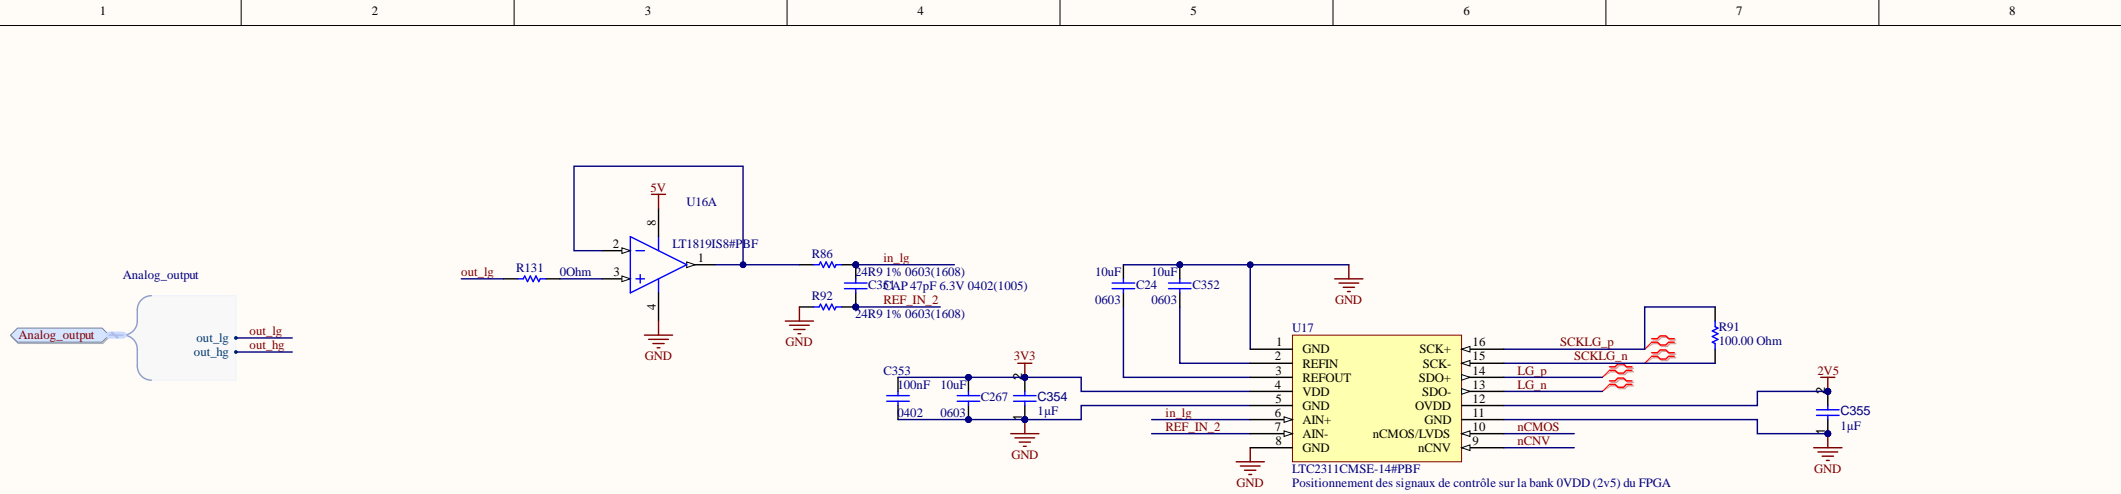 1 2 3 4 5 6 7 8
5V
U16A
8
LT1819IS8#PBF
2
3
1
4
GND
out_lg
R131
0Ohm
R86
in_lg
24R9 1% 0603(1608)
CAP 47pF 6.3V 0402(1005)
R92
REF_IN_2
24R9 1% 0603(1608)
GND
Analog_output
Analog_output
out_lg
out_hg
out_lg
out_hg
10uF
C24
0603
10uF
C352
0603
GND
3V3
C353
100nF
0402
10uF
C267
0603
2
C354
1µF
1
GND
U17
1 GND
2 REFIN
3 REFOUT
4 VDD
5 GND
6 AIN+
7 AIN-
8 GND
in_lg
REF_IN_2
GND
SCK+ 16
SCK- 15
SDO+ 14
SDO- 13
OVDD 12
GND 11
nCMOS/LVDS 10
nCNV 9
SCKLG_p
SCKLG_n
LG_p
LG_n
nCMOS
nCNV
R91
100.00 Ohm
2V5
2
C355
1µF
1
GND
LTC2311CMSE-14#PBF
Positionnement des signaux de contrôle sur la bank 0VDD (2v5) du FPGA